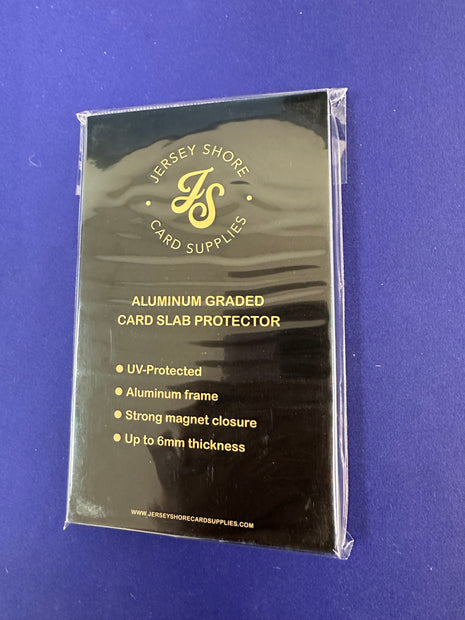 JERSEY SHORE
JS
CARD SUPPLIES
ALUMINUM GRADED
CARD SLAB PROTECTOR
UV-Protected
Aluminum frame
Strong magnet closure
Up to 6mm thickness
WWW.JERSEYSHORECARDSUPPLIES.COM